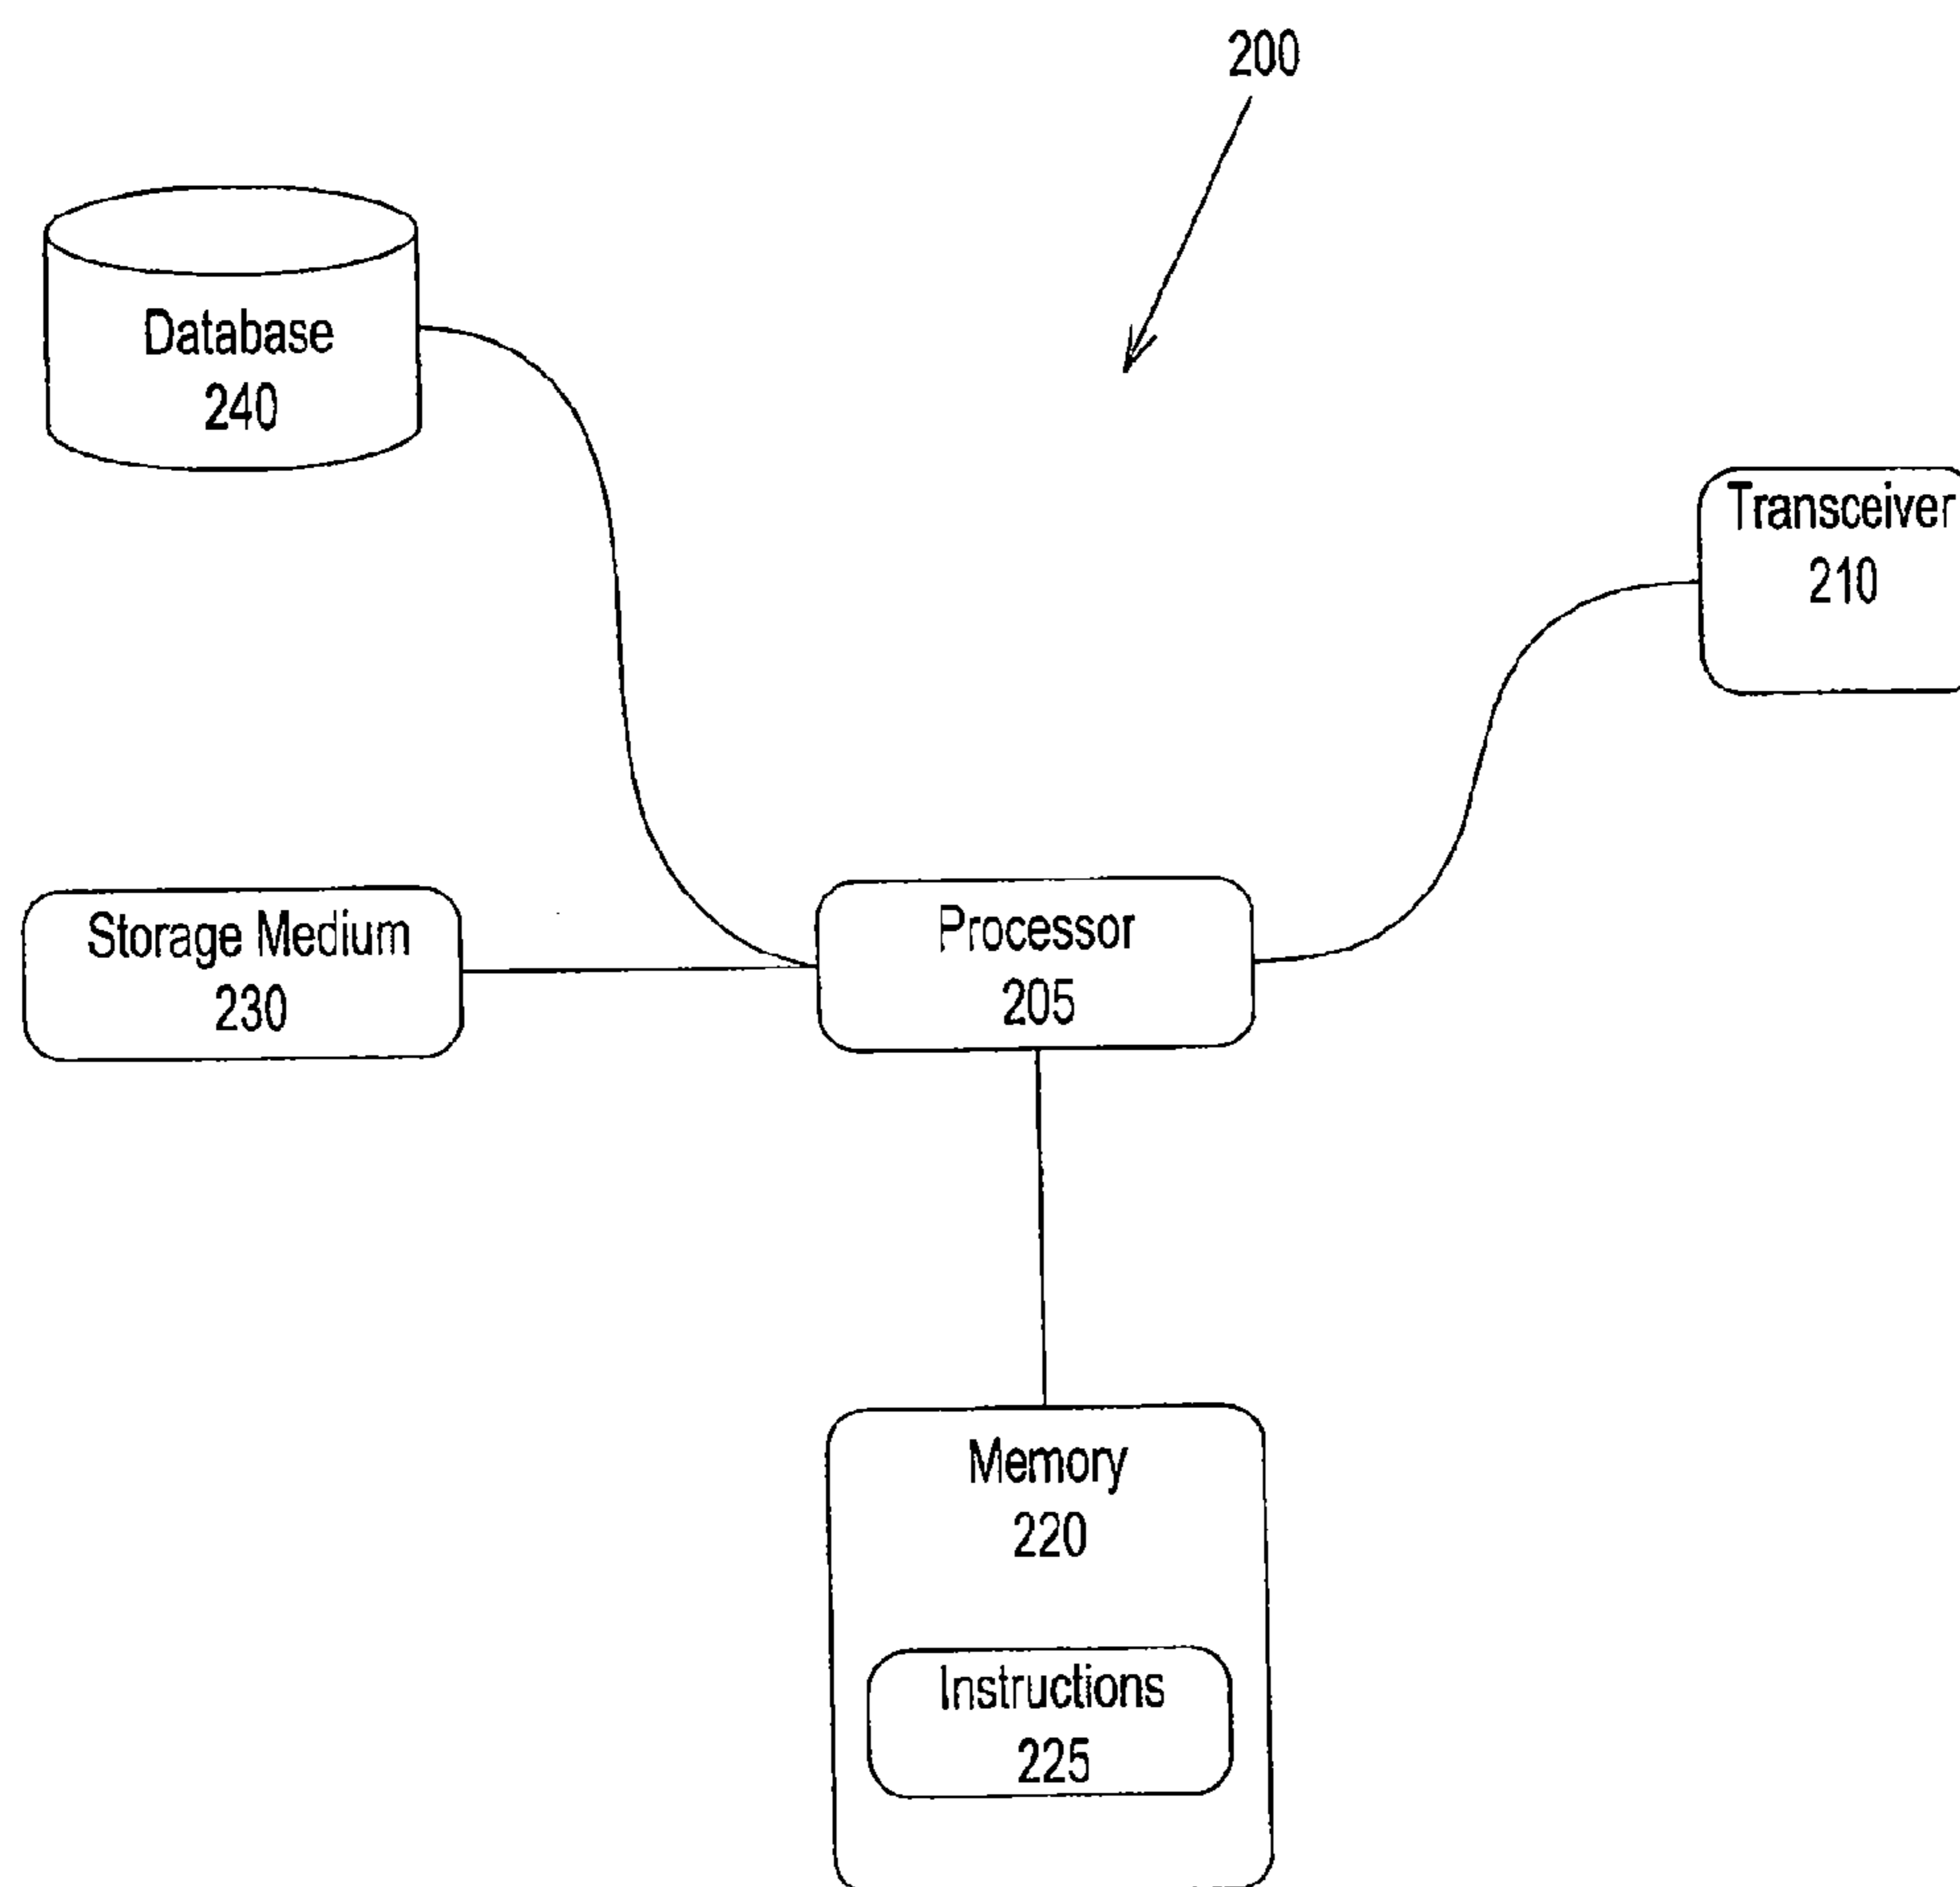 200
Database
240
Transceiver
210
Storage Medium
230
Processor
205
Memory
220
Instructions
225